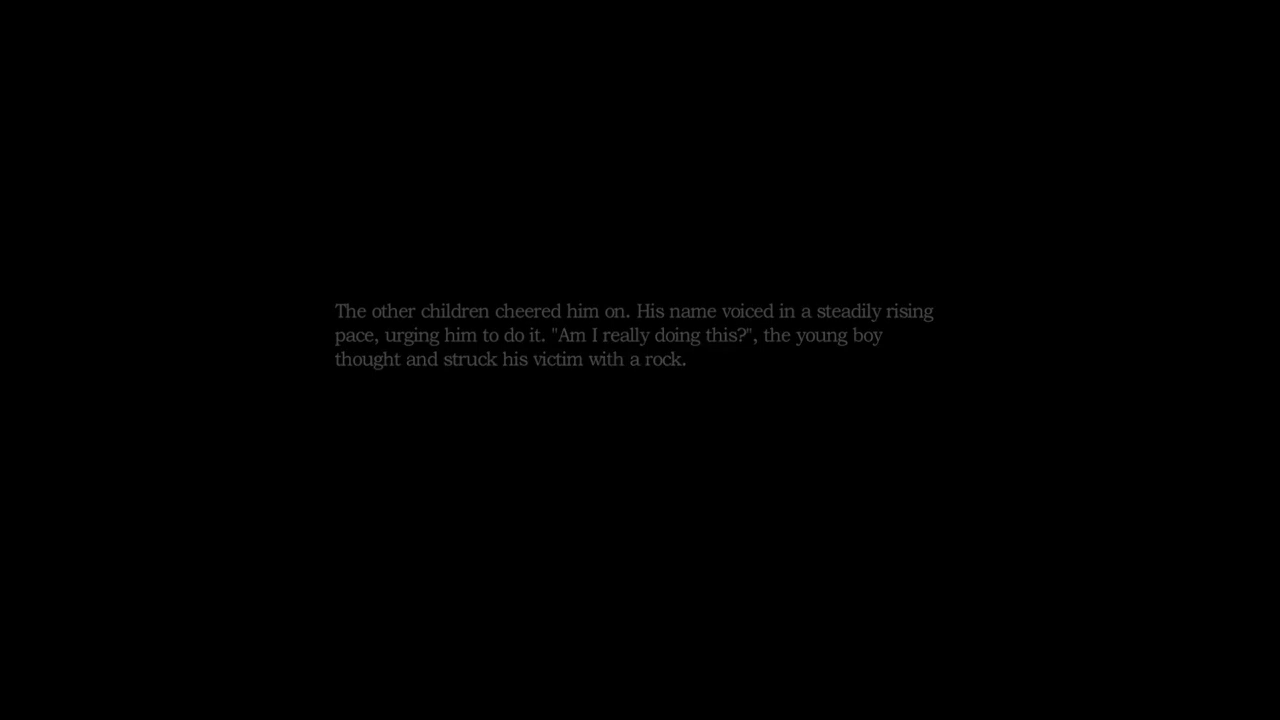 The other children cheered him on. His name voiced in a steadily rising
pace, urging him to do it. "Am I really doing this?", the young boy
thought and struck his victim with a rock.